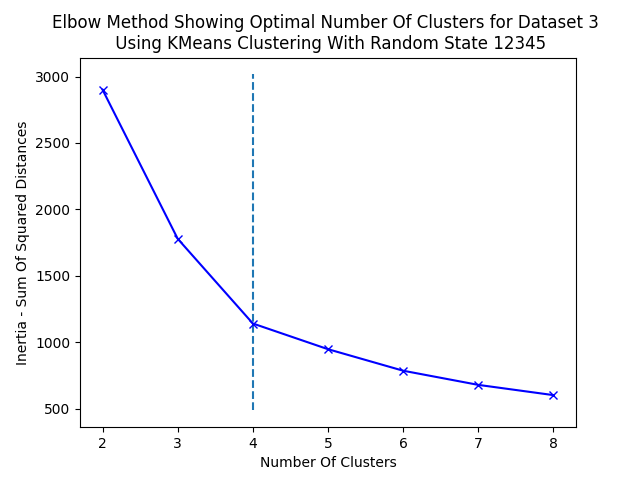 Elbow Method Showing Optimal Number Of Clusters for Dataset 3
Using KMeans Clustering With Random State 12345
3000
2500
2000
1500
1000
500
Inertia - Sum Of Squared Distances
2 3 4 5 6 7 8
Number Of Clusters